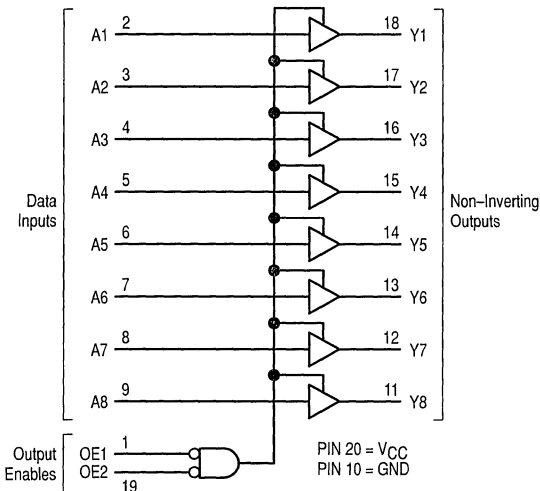 A1 2 18 Y1
A2 3 17 Y2
A3 4 16 Y3
A4 5 15 Y4
Data Inputs
Non–Inverting Outputs
A5 6 14 Y5
A6 7 13 Y6
A7 8 12 Y7
A8 9 11 Y8
Output Enables
OE1 1
OE2 19
PIN 20 = VCC
PIN 10 = GND